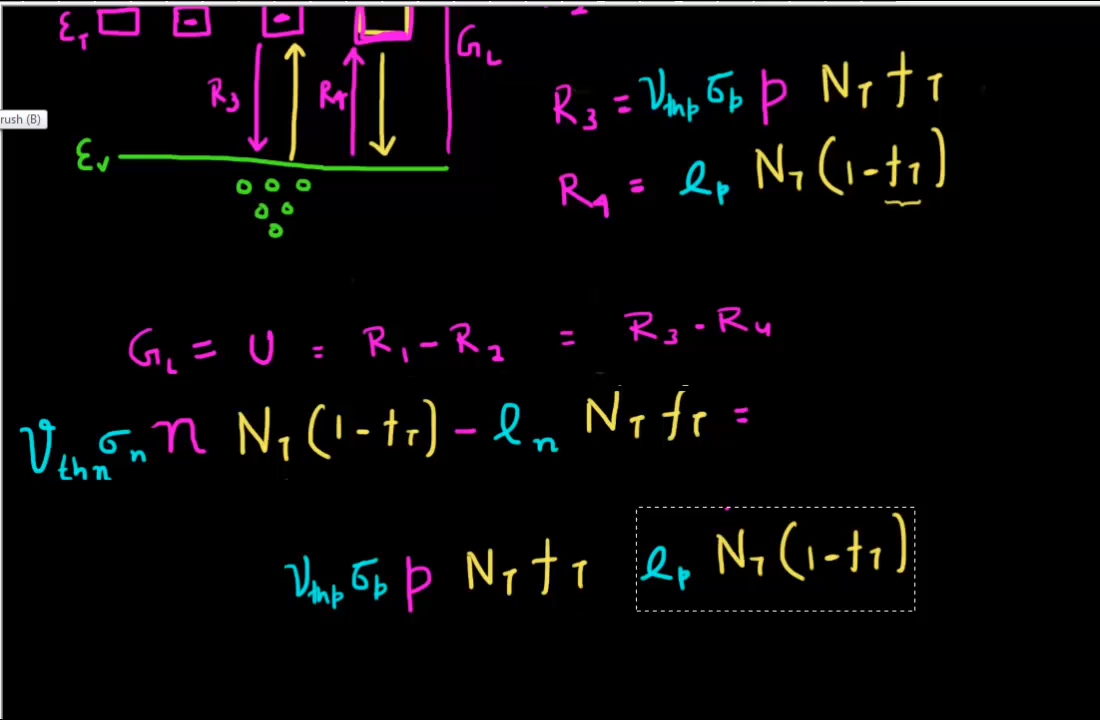 E_T
G_L
R_3
R_4
rush (B)
E_v
R_3 = V_thp σ_p p N_T f_T
R_4 = e_p N_T (1 - f_T)
G_L = U = R_1 - R_2 = R_3 - R_4
V_thn σ_n n N_T (1 - f_T) - e_n N_T f_T =
V_thp σ_p p N_T f_T e_p N_T (1 - f_T)